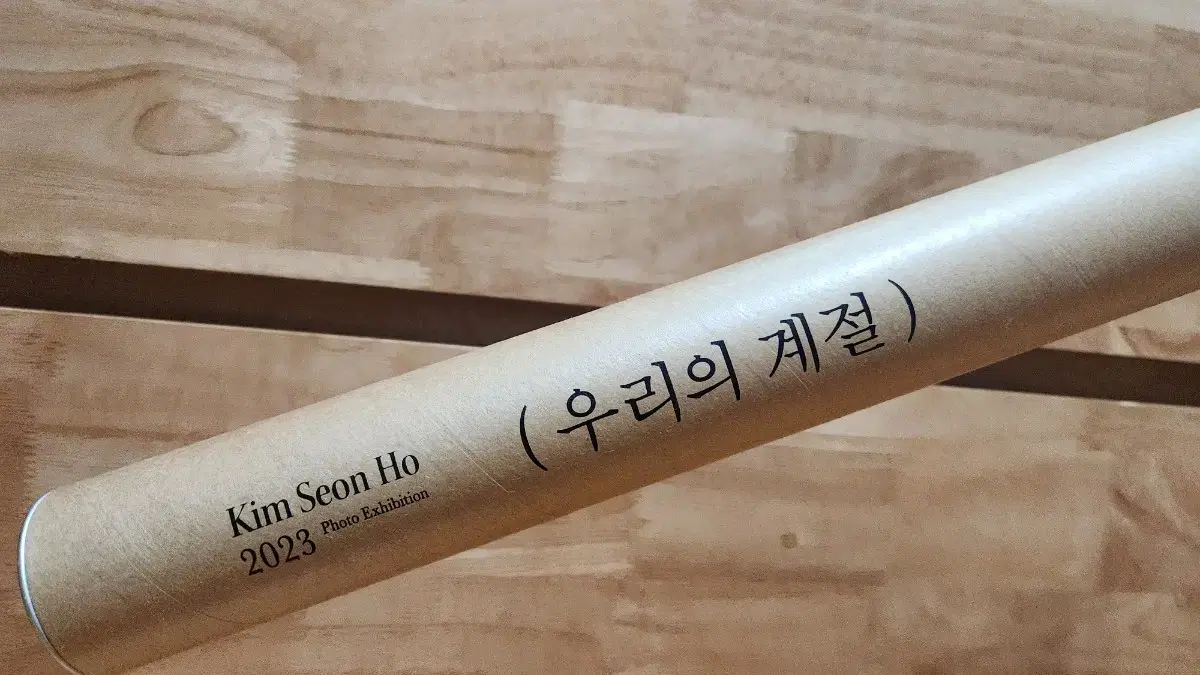 Kim Seon Ho
2023 Photo Exhibition
( 우리의 계절 )